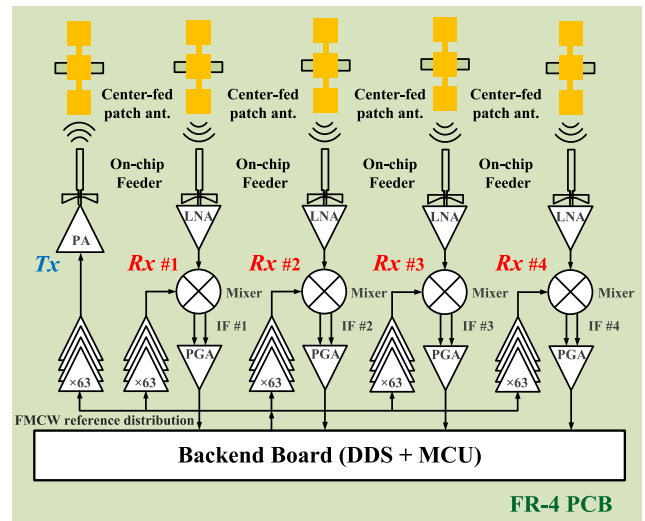 Center-fed
patch ant.
Center-fed
patch ant.
Center-fed
patch ant.
Center-fed
patch ant.
On-chip
Feeder
On-chip
Feeder
On-chip
Feeder
On-chip
Feeder
PA
LNA
LNA
LNA
LNA
Tx
Rx #1
Rx #2
Rx #3
Rx #4
Mixer
Mixer
Mixer
Mixer
IF #1
IF #2
IF #3
IF #4
×63
×63
PGA
×63
PGA
×63
PGA
×63
PGA
FMCW reference distribution
Backend Board (DDS + MCU)
FR-4 PCB